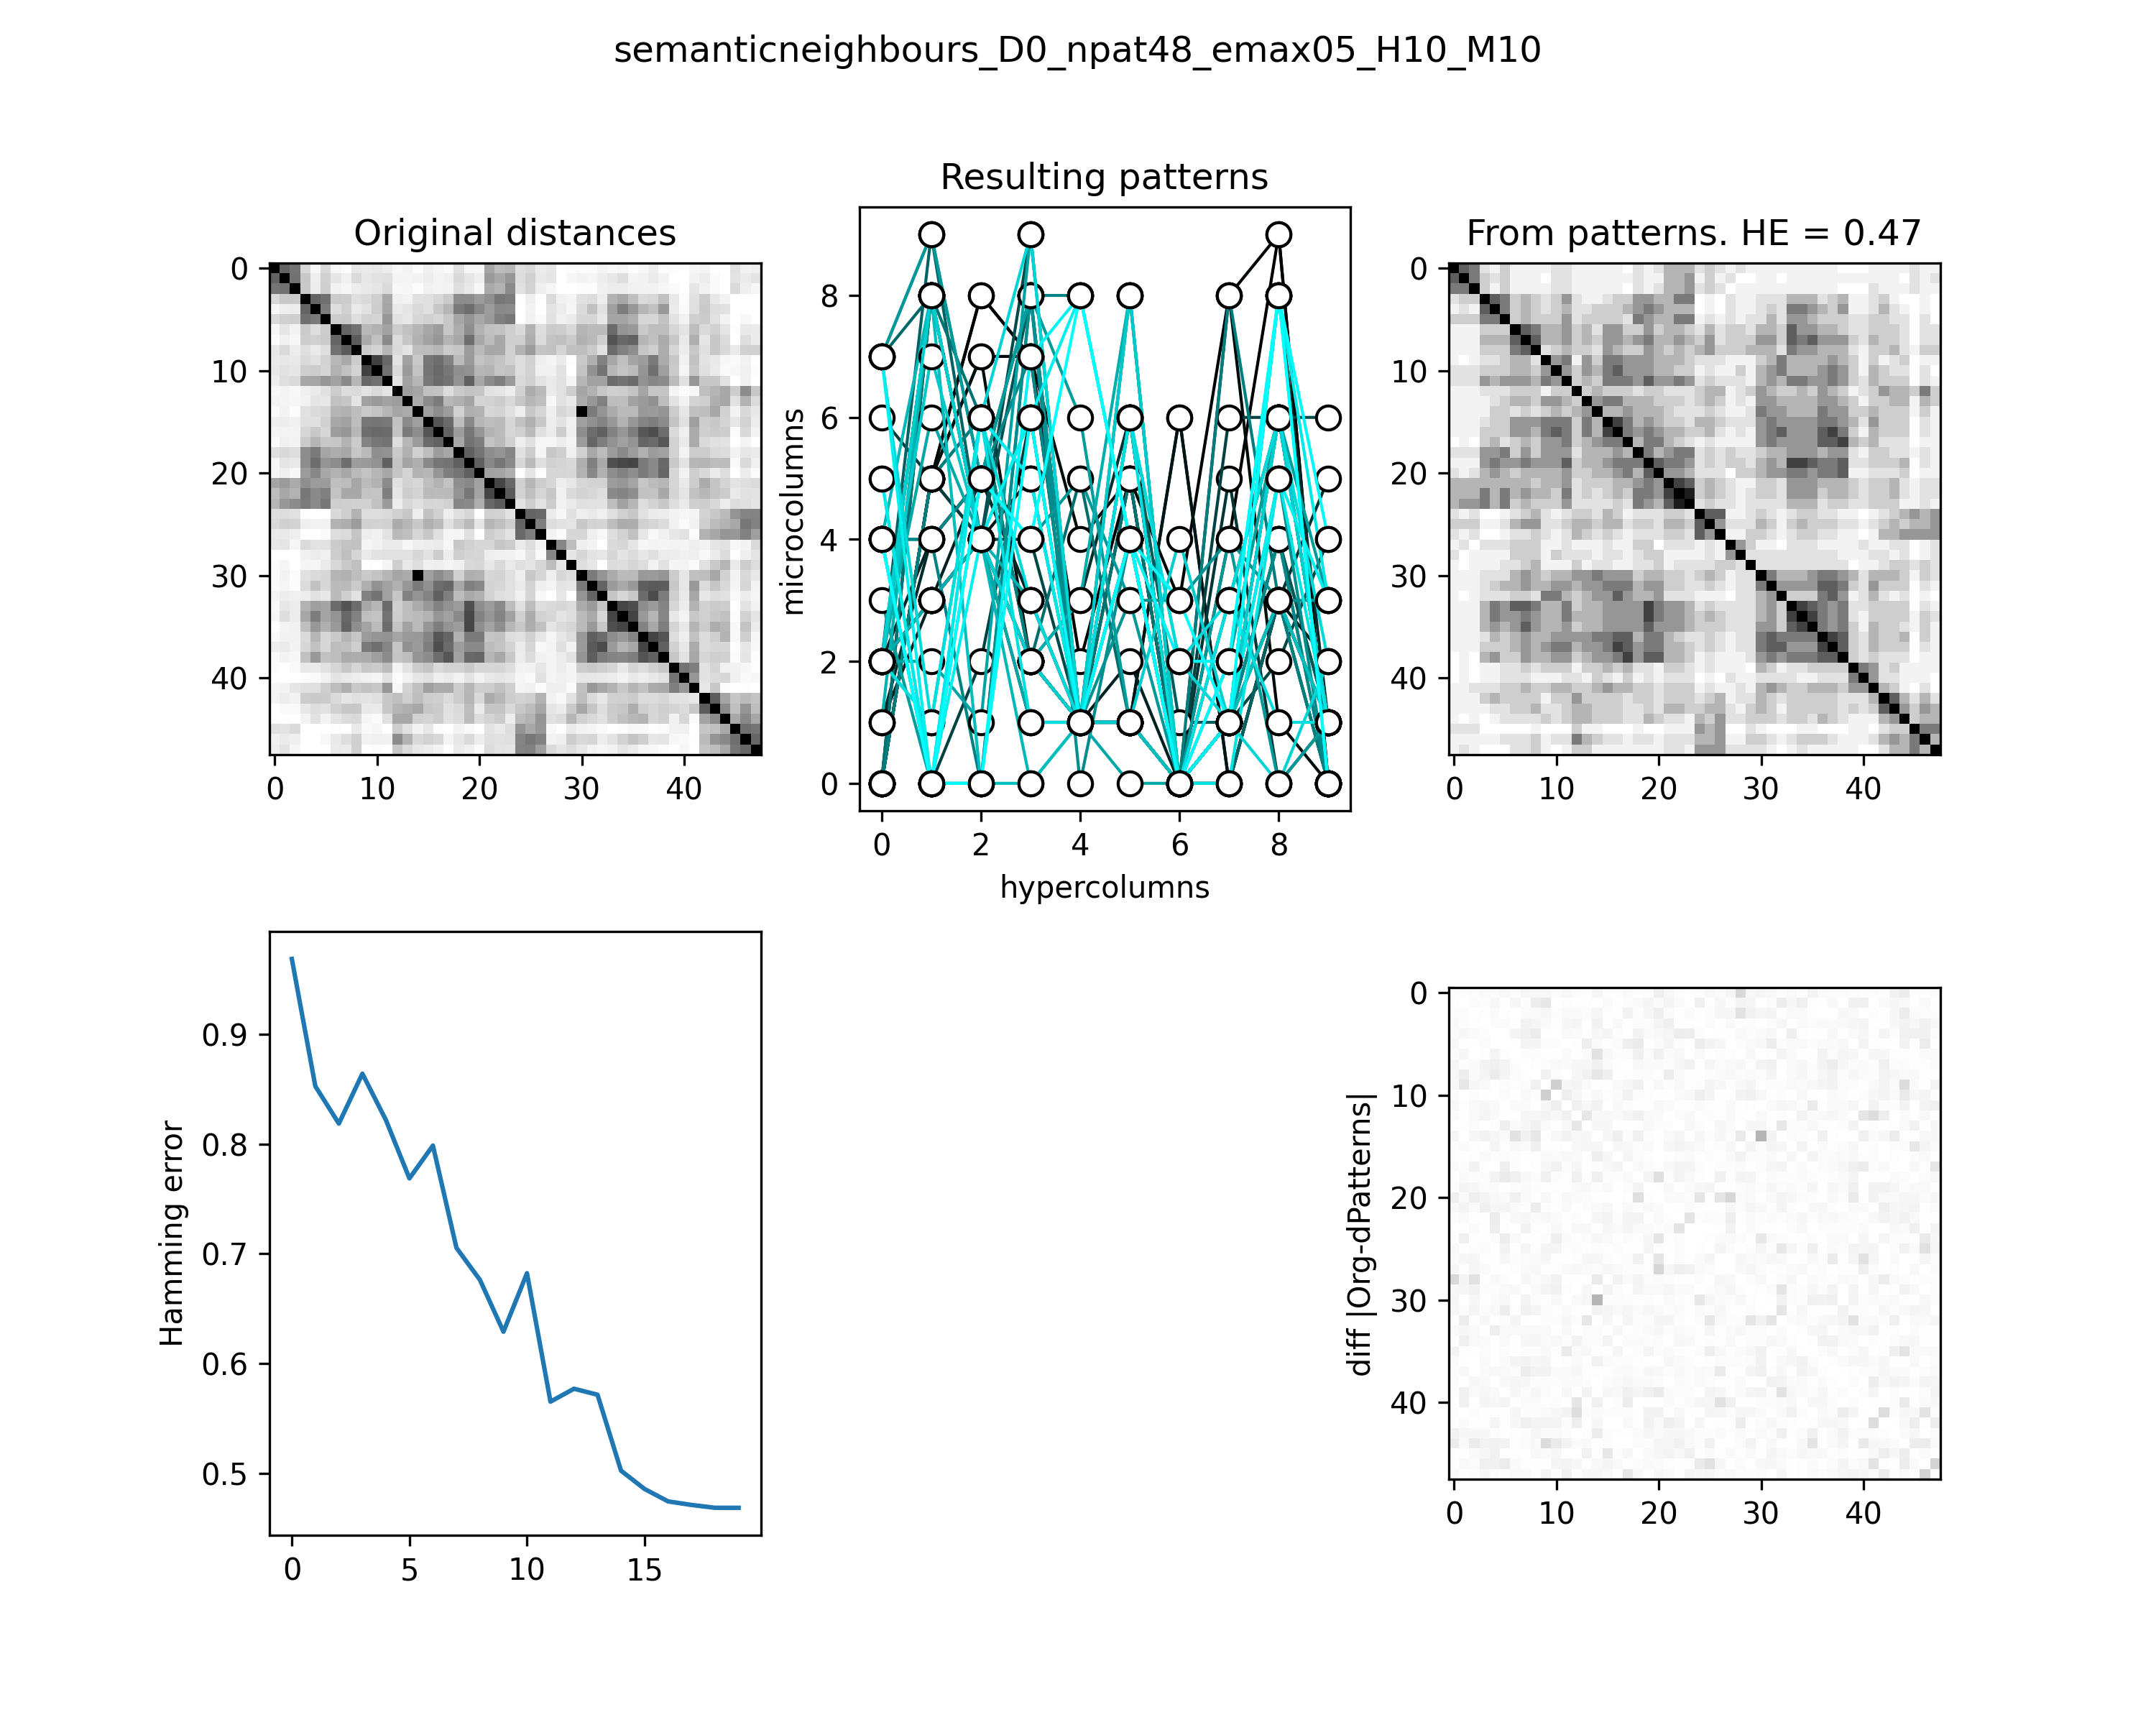 semanticneighbours_D0_npat48_emax05_H10_M10
Original distances
0
10
20
30
40
0 10 20 30 40
Resulting patterns
microcolumns
8
6
4
2
0
0 2 4 6 8
hypercolumns
From patterns. HE = 0.47
0
10
20
30
40
0 10 20 30 40
Hamming error
0.9
0.8
0.7
0.6
0.5
0 5 10 15
diff |Org-dPatterns|
0
10
20
30
40
0 10 20 30 40